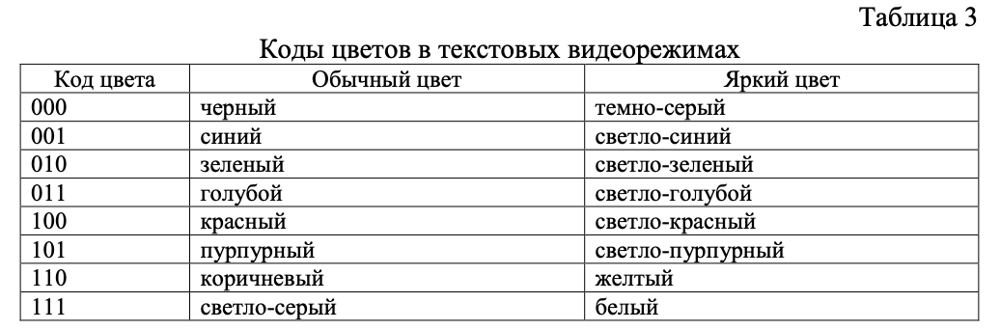 Таблица 3
Коды цветов в текстовых видеорежимах
Код цвета Обычный цвет Яркий цвет
000 черный темно-серый
001 синий светло-синий
010 зеленый светло-зеленый
011 голубой светло-голубой
100 красный светло-красный
101 пурпурный светло-пурпурный
110 коричневый желтый
111 светло-серый белый